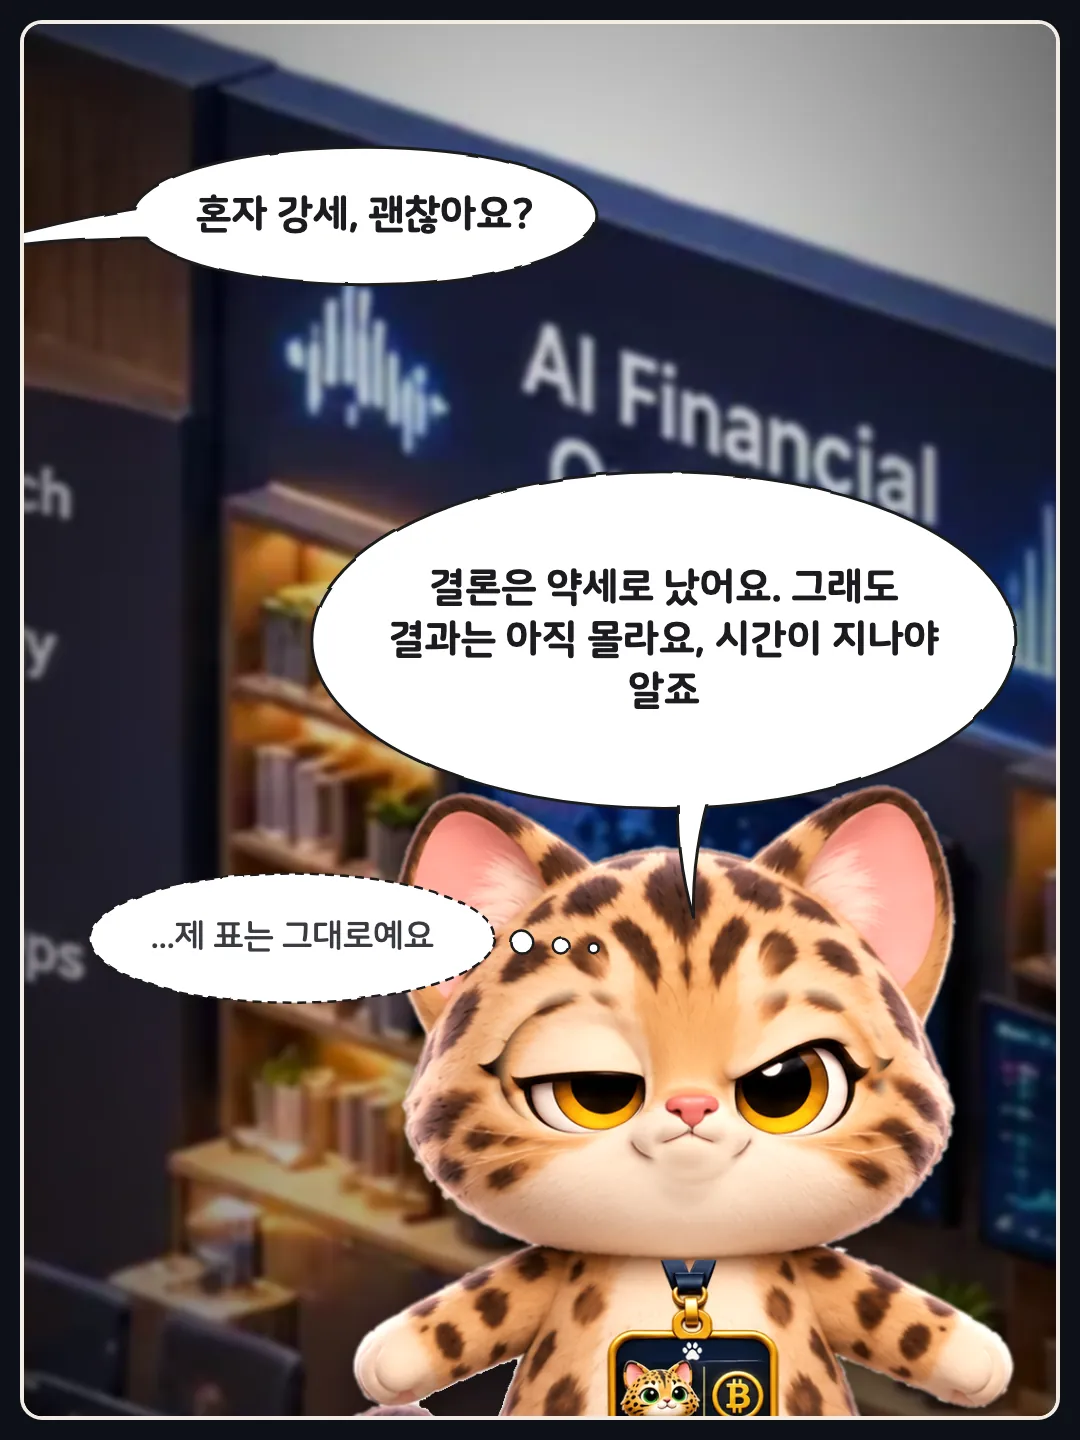 혼자 강세, 괜찮아요?
AI Financial
결론은 약세로 났어요. 그래도
결과는 아직 몰라요, 시간이 지나야
알죠
...제 표는 그대로예요